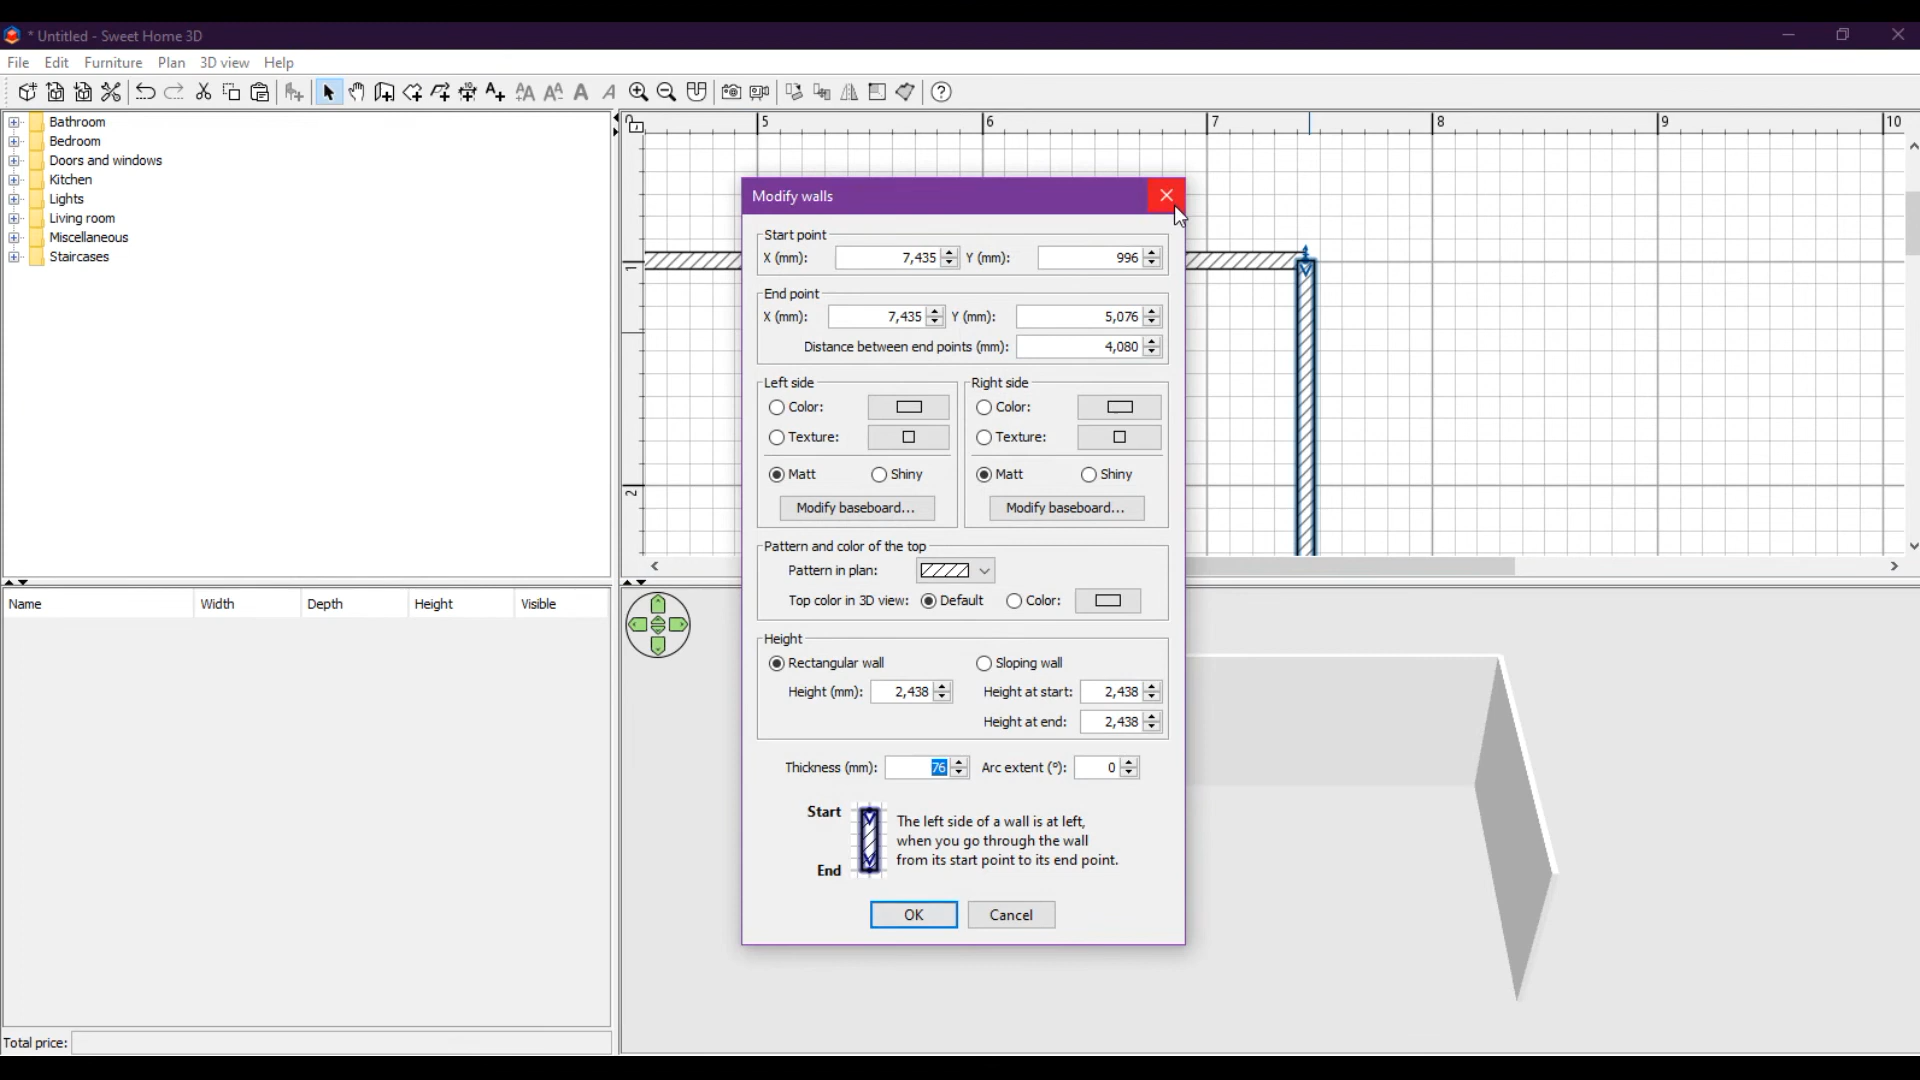 * Untitled - Sweet Home 3D
File Edit Furniture Plan 3D view Help
Bathroom
Bedroom
Doors and windows
Kitchen
Lights
Living room
Miscellaneous
Staircases
Name Width Depth Height Visible
Total price:
5 6 7 8 9 10
1
2
Modify walls
Start point
X (mm): 7,435 Y (mm): 996
End point
X (mm): 7,435 Y (mm): 5,076
Distance between end points (mm): 4,080
Left side
Color:
Texture:
Matt Shiny
Modify baseboard...
Right side
Color:
Texture:
Matt Shiny
Modify baseboard...
Pattern and color of the top
Pattern in plan:
Top color in 3D view: Default Color:
Height
Rectangular wall Sloping wall
Height (mm): 2,438 Height at start: 2,438
Height at end: 2,438
Thickness (mm): 76 Arc extent (°): 0
Start
End
The left side of a wall is at left,
when you go through the wall
from its start point to its end point.
OK Cancel